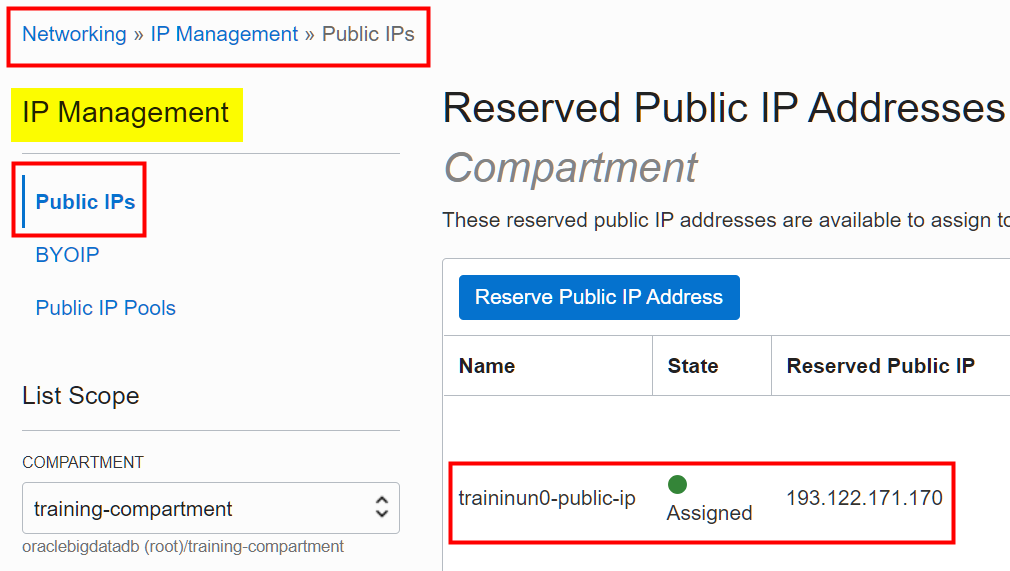 Networking » IP Management » Public IPs
IP Management
Public IPs
BYOIP
Public IP Pools
List Scope
COMPARTMENT
training-compartment
oraclebigdatadb (root)/training-compartment
Reserved Public IP Addresses
Compartment
These reserved public IP addresses are available to assign to
Reserve Public IP Address
Name State Reserved Public IP
traininun0-public-ip Assigned 193.122.171.170